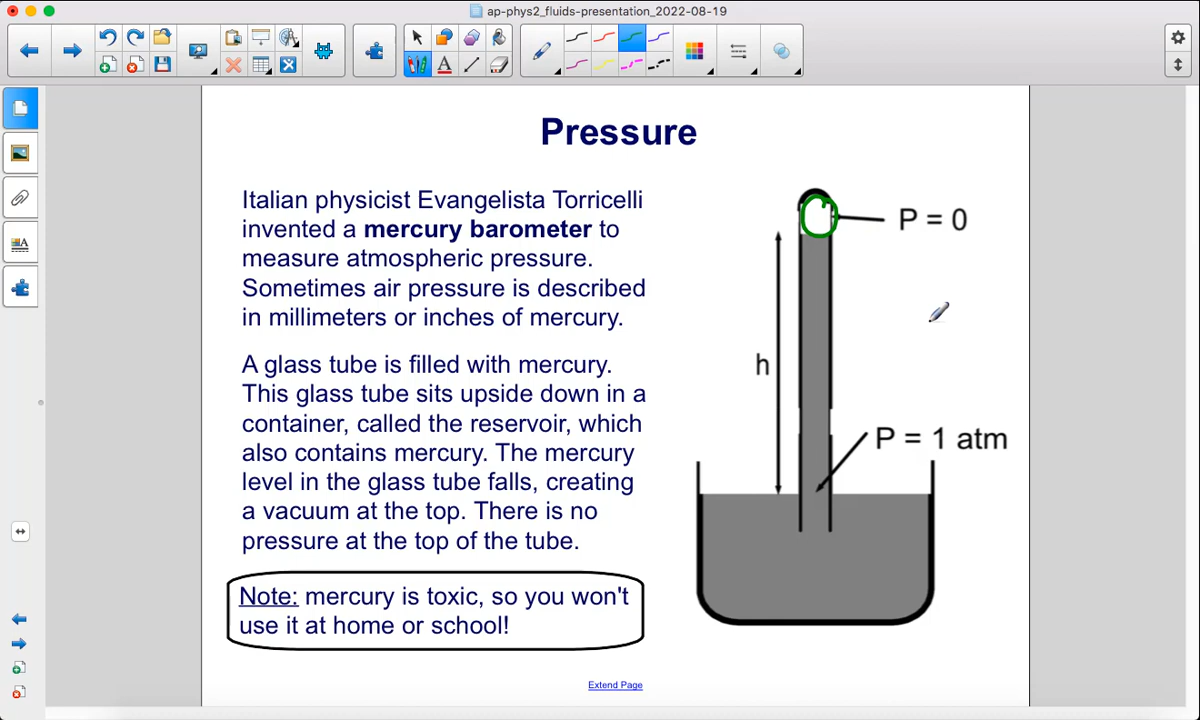 ap-phys2_fluids-presentation_2022-08-19
Pressure
Italian physicist Evangelista Torricelli
invented a mercury barometer to
measure atmospheric pressure.
Sometimes air pressure is described
in millimeters or inches of mercury.
A glass tube is filled with mercury.
This glass tube sits upside down in a
container, called the reservoir, which
also contains mercury. The mercury
level in the glass tube falls, creating
a vacuum at the top. There is no
pressure at the top of the tube.
Note: mercury is toxic, so you won't
use it at home or school!
P = 0
h
P = 1 atm
Extend Page